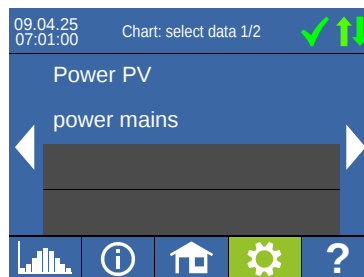 09.04.25
07:01:00
Chart: select data 1/2
Power PV
power mains
?